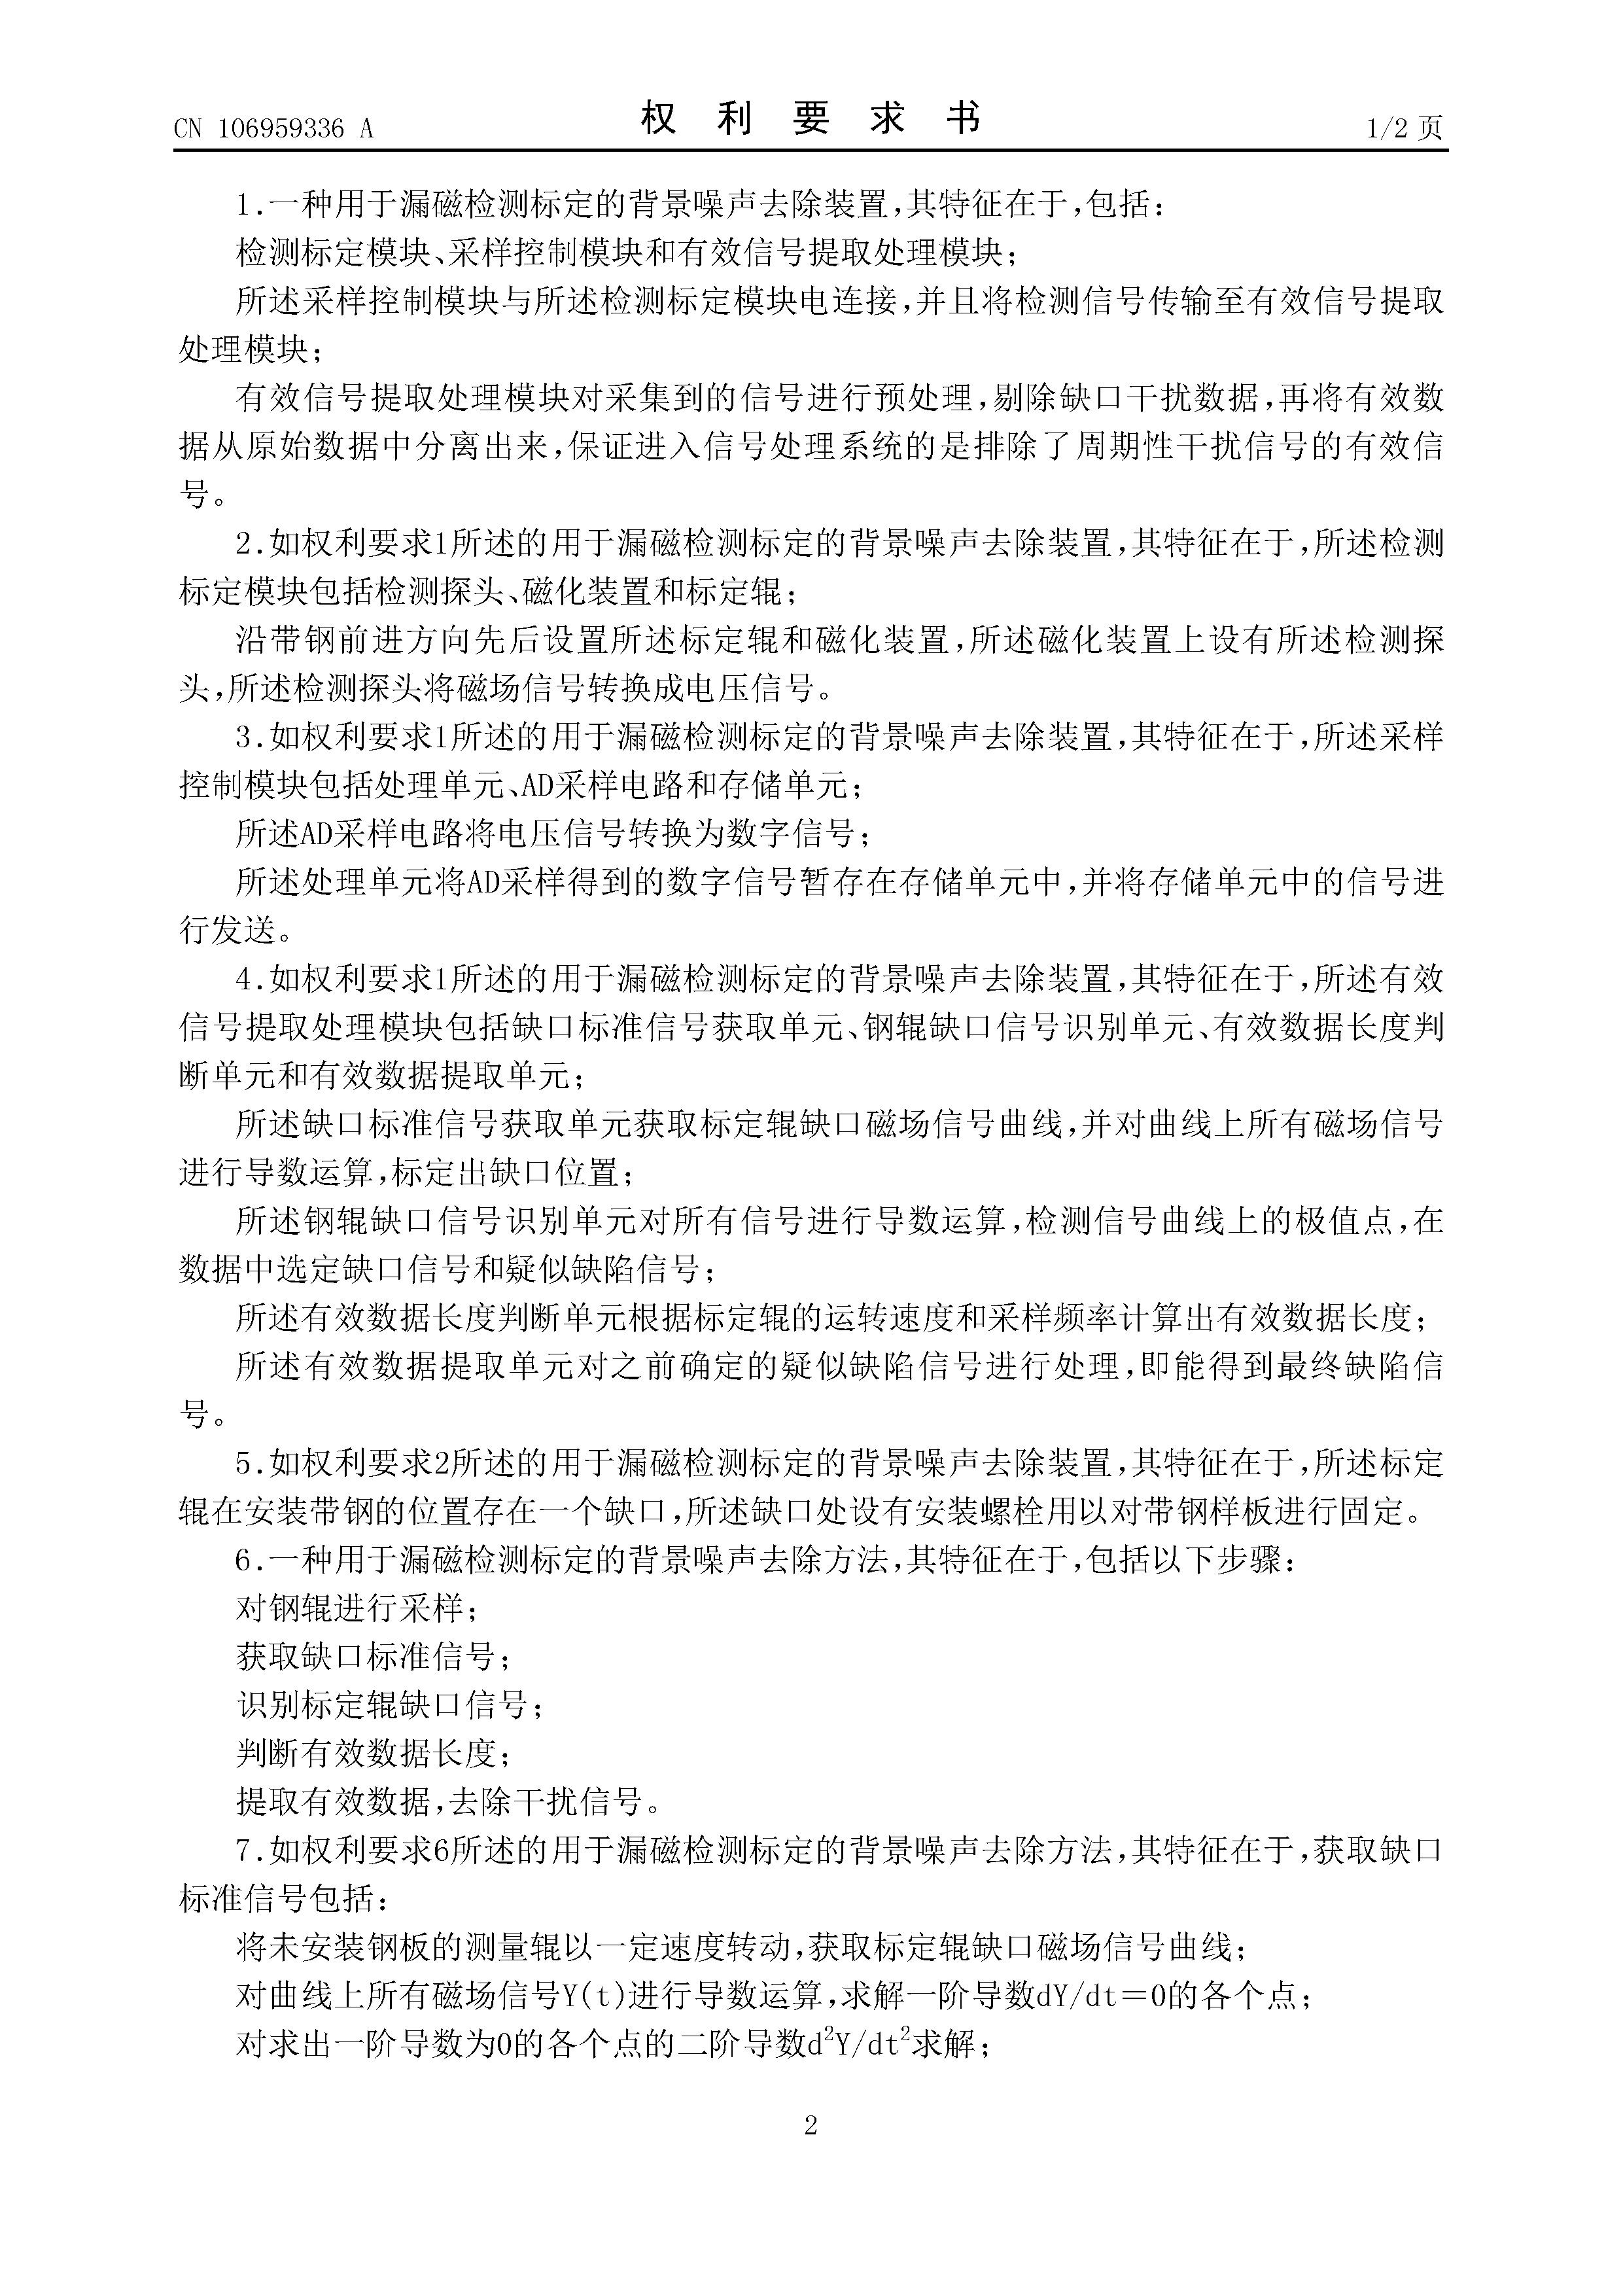 CN 106959336 A
权 利 要 求 书
1/2 页
1.一种用于漏磁检测标定的背景噪声去除装置,其特征在于,包括:
检测标定模块、采样控制模块和有效信号提取处理模块;
所述采样控制模块与所述检测标定模块电连接,并且将检测信号传输至有效信号提取
处理模块;
有效信号提取处理模块对采集到的信号进行预处理,剔除缺口干扰数据,再将有效数
据从原始数据中分离出来,保证进入信号处理系统的是排除了周期性干扰信号的有效信
号。
2.如权利要求1所述的用于漏磁检测标定的背景噪声去除装置,其特征在于,所述检测
标定模块包括检测探头、磁化装置和标定辊;
沿带钢前进方向先后设置所述标定辊和磁化装置,所述磁化装置上设有所述检测探
头,所述检测探头将磁场信号转换成电压信号。
3.如权利要求1所述的用于漏磁检测标定的背景噪声去除装置,其特征在于,所述采样
控制模块包括处理单元、AD采样电路和存储单元;
所述AD采样电路将电压信号转换为数字信号;
所述处理单元将AD采样得到的数字信号暂存在存储单元中,并将存储单元中的信号进
行发送。
4.如权利要求1所述的用于漏磁检测标定的背景噪声去除装置,其特征在于,所述有效
信号提取处理模块包括缺口标准信号获取单元、钢辊缺口信号识别单元、有效数据长度判
断单元和有效数据提取单元;
所述缺口标准信号获取单元获取标定辊缺口磁场信号曲线,并对曲线上所有磁场信号
进行导数运算,标定出缺口位置;
所述钢辊缺口信号识别单元对所有信号进行导数运算,检测信号曲线上的极值点,在
数据中选定缺口信号和疑似缺陷信号;
所述有效数据长度判断单元根据标定辊的运转速度和采样频率计算出有效数据长度;
所述有效数据提取单元对之前确定的疑似缺陷信号进行处理,即能得到最终缺陷信
号。
5.如权利要求2所述的用于漏磁检测标定的背景噪声去除装置,其特征在于,所述标定
辊在安装带钢的位置存在一个缺口,所述缺口处设有安装螺栓用以对带钢样板进行固定。
6.一种用于漏磁检测标定的背景噪声去除方法,其特征在于,包括以下步骤:
对钢辊进行采样;
获取缺口标准信号;
识别标定辊缺口信号;
判断有效数据长度;
提取有效数据,去除干扰信号。
7.如权利要求6所述的用于漏磁检测标定的背景噪声去除方法,其特征在于,获取缺口
标准信号包括:
将未安装钢板的测量辊以一定速度转动,获取标定辊缺口磁场信号曲线;
对曲线上所有磁场信号Y(t)进行导数运算,求解一阶导数dY/dt=0的各个点;
对求出一阶导数为0的各个点的二阶导数d²Y/dt²求解;
2